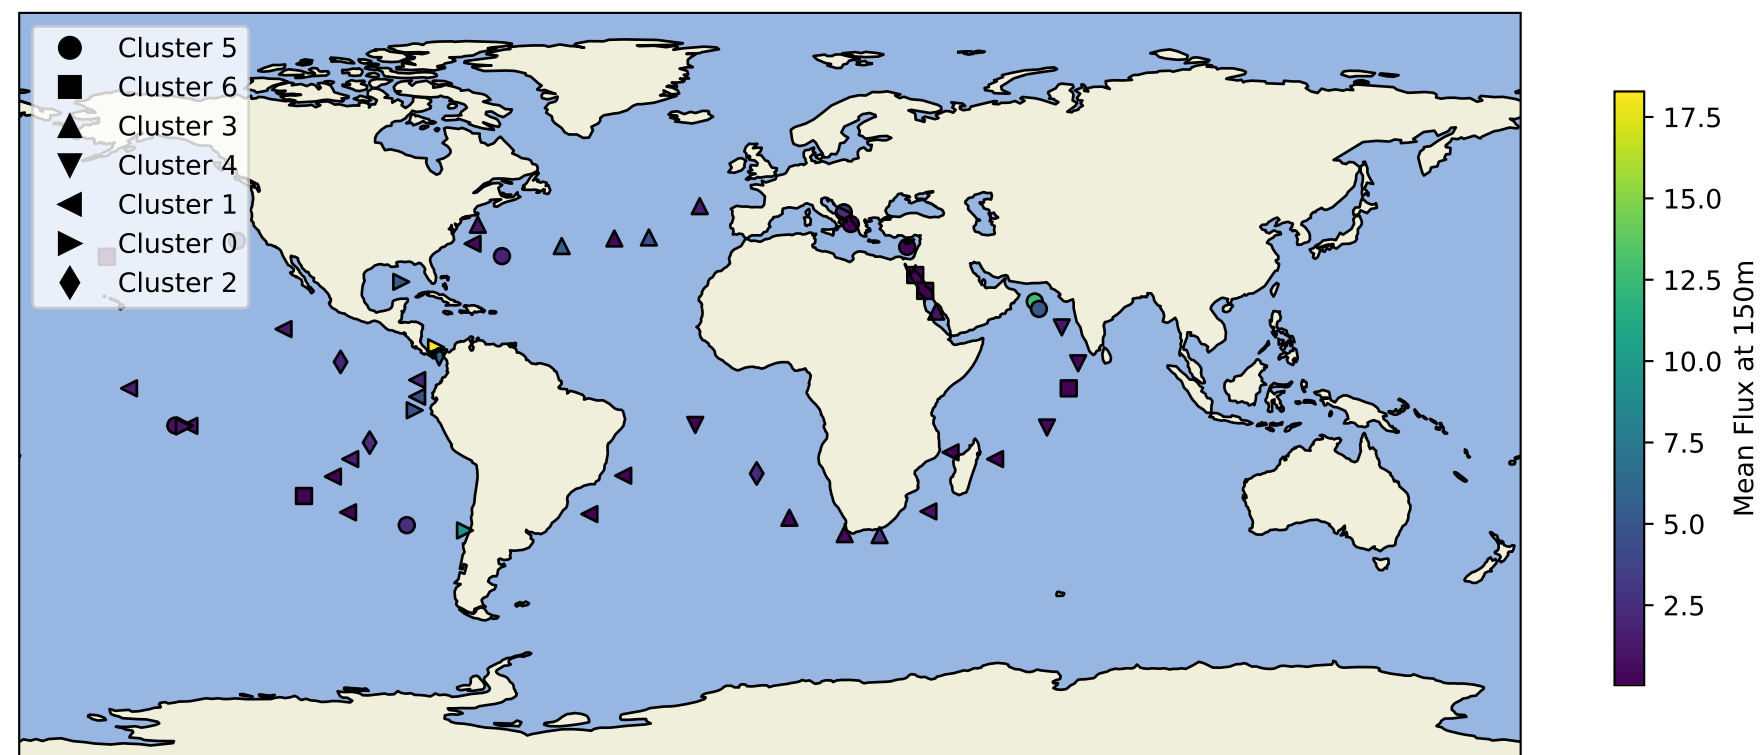 Cluster 5
Cluster 6
Cluster 3
Cluster 4
Cluster 1
Cluster 0
Cluster 2
17.5
15.0
12.5
10.0
7.5
5.0
2.5
Mean Flux at 150m